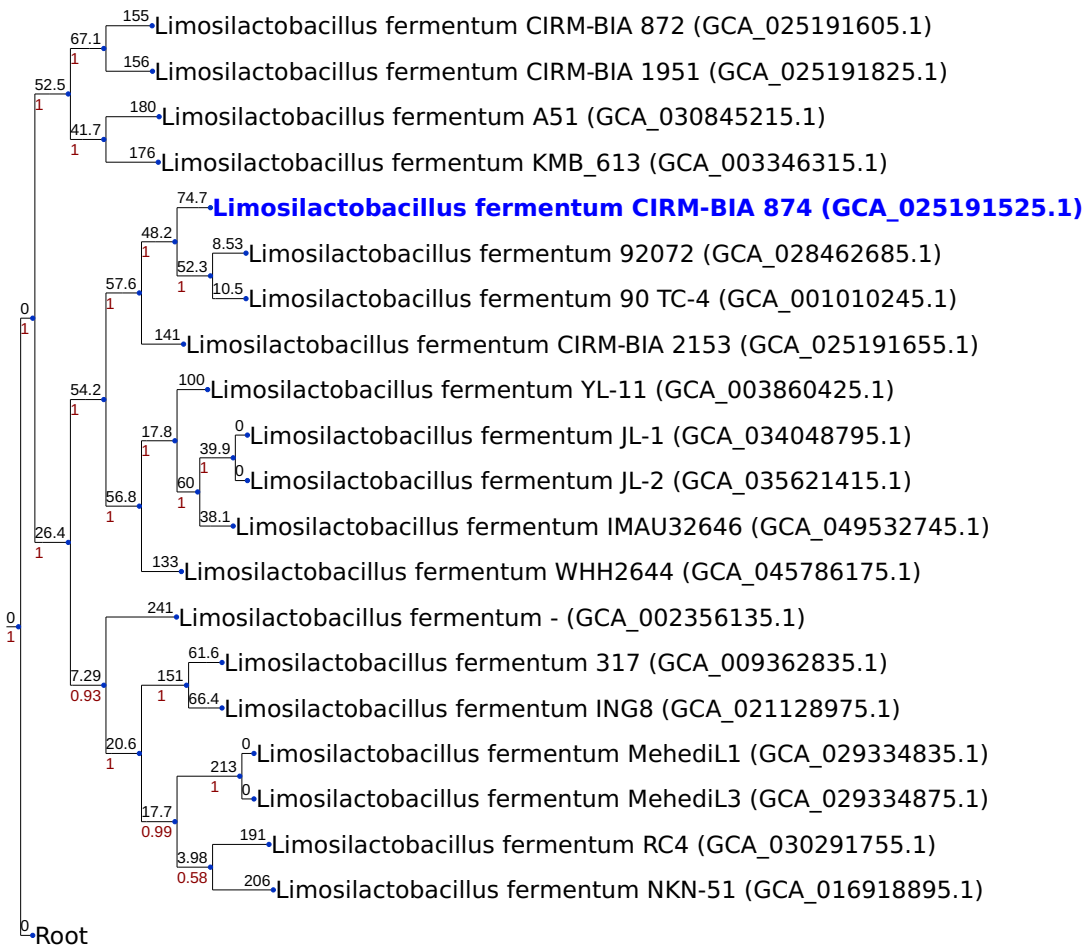 155 Limosilactobacillus fermentum CIRM-BIA 872 (GCA_025191605.1)
67.1
1
156 Limosilactobacillus fermentum CIRM-BIA 1951 (GCA_025191825.1)
52.5
1
180 Limosilactobacillus fermentum A51 (GCA_030845215.1)
41.7
1
176 Limosilactobacillus fermentum KMB_613 (GCA_003346315.1)
74.7 Limosilactobacillus fermentum CIRM-BIA 874 (GCA_025191525.1)
48.2
1
8.53 Limosilactobacillus fermentum 92072 (GCA_028462685.1)
52.3
1
10.5 Limosilactobacillus fermentum 90 TC-4 (GCA_001010245.1)
57.6
1
0
1
141 Limosilactobacillus fermentum CIRM-BIA 2153 (GCA_025191655.1)
54.2
1
100 Limosilactobacillus fermentum YL-11 (GCA_003860425.1)
17.8
1
0 Limosilactobacillus fermentum JL-1 (GCA_034048795.1)
39.9
1
0 Limosilactobacillus fermentum JL-2 (GCA_035621415.1)
60
1
56.8
1
38.1 Limosilactobacillus fermentum IMAU32646 (GCA_049532745.1)
26.4
1
133 Limosilactobacillus fermentum WHH2644 (GCA_045786175.1)
241 Limosilactobacillus fermentum - (GCA_002356135.1)
0
1
61.6 Limosilactobacillus fermentum 317 (GCA_009362835.1)
7.29
0.93
151
1
66.4 Limosilactobacillus fermentum ING8 (GCA_021128975.1)
20.6
1
0 Limosilactobacillus fermentum MehediL1 (GCA_029334835.1)
213
1
0 Limosilactobacillus fermentum MehediL3 (GCA_029334875.1)
17.7
0.99
191 Limosilactobacillus fermentum RC4 (GCA_030291755.1)
3.98
0.58
206 Limosilactobacillus fermentum NKN-51 (GCA_016918895.1)
0 Root